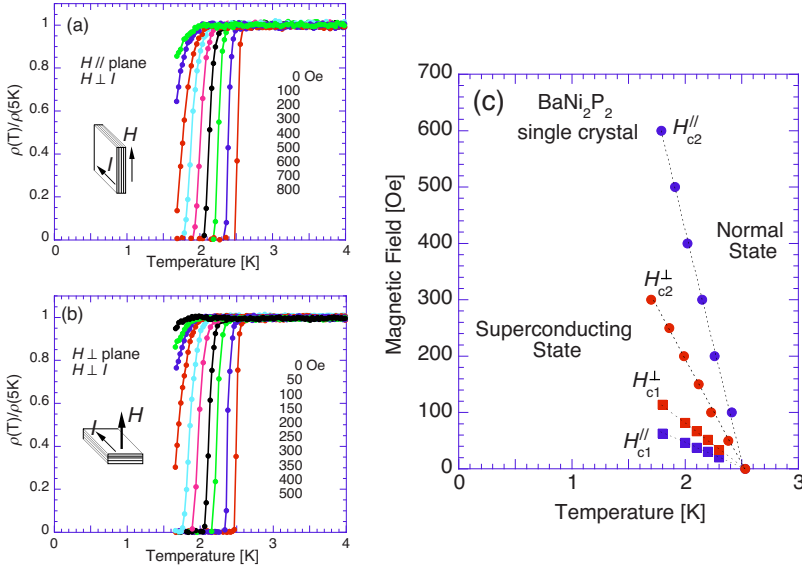 (a)
H // plane
H ⊥ I
H
I
0 Oe
100
200
300
400
500
600
700
800
1
0.8
0.6
0.4
0.2
0
ρ(T)/ρ(5K)
0 1 2 3 4
Temperature [K]
(b)
H ⊥ plane
H ⊥ I
I
H
0 Oe
50
100
150
200
250
300
350
400
500
1
0.8
0.6
0.4
0.2
0
ρ(T)/ρ(5K)
0 1 2 3 4
Temperature [K]
(c)
BaNi₂P₂
single crystal
H_c2^//
Normal
State
H_c2^⊥
Superconducting
State
H_c1^⊥
H_c1^//
700
600
500
400
300
200
100
0
Magnetic Field [Oe]
0 1 2 3
Temperature [K]